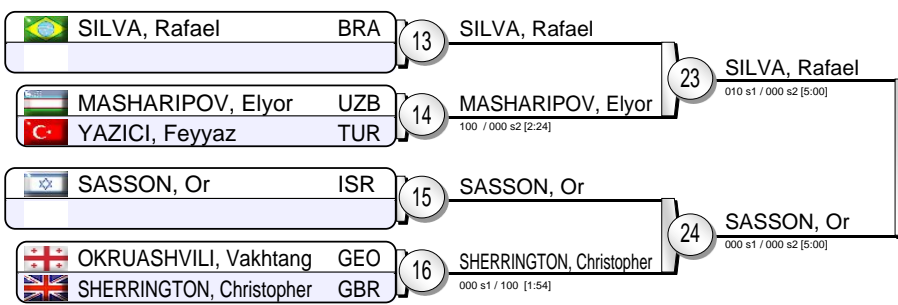 SILVA, Rafael BRA
13
SILVA, Rafael
MASHARIPOV, Elyor UZB
YAZICI, Feyyaz TUR
14
MASHARIPOV, Elyor
100 / 000 s2 [2:24]
23
SILVA, Rafael
010 s1 / 000 s2 [5:00]
SASSON, Or ISR
15
SASSON, Or
OKRUASHVILI, Vakhtang GEO
SHERRINGTON, Christopher GBR
16
SHERRINGTON, Christopher
000 s1 / 100 [1:54]
24
SASSON, Or
000 s1 / 000 s2 [5:00]